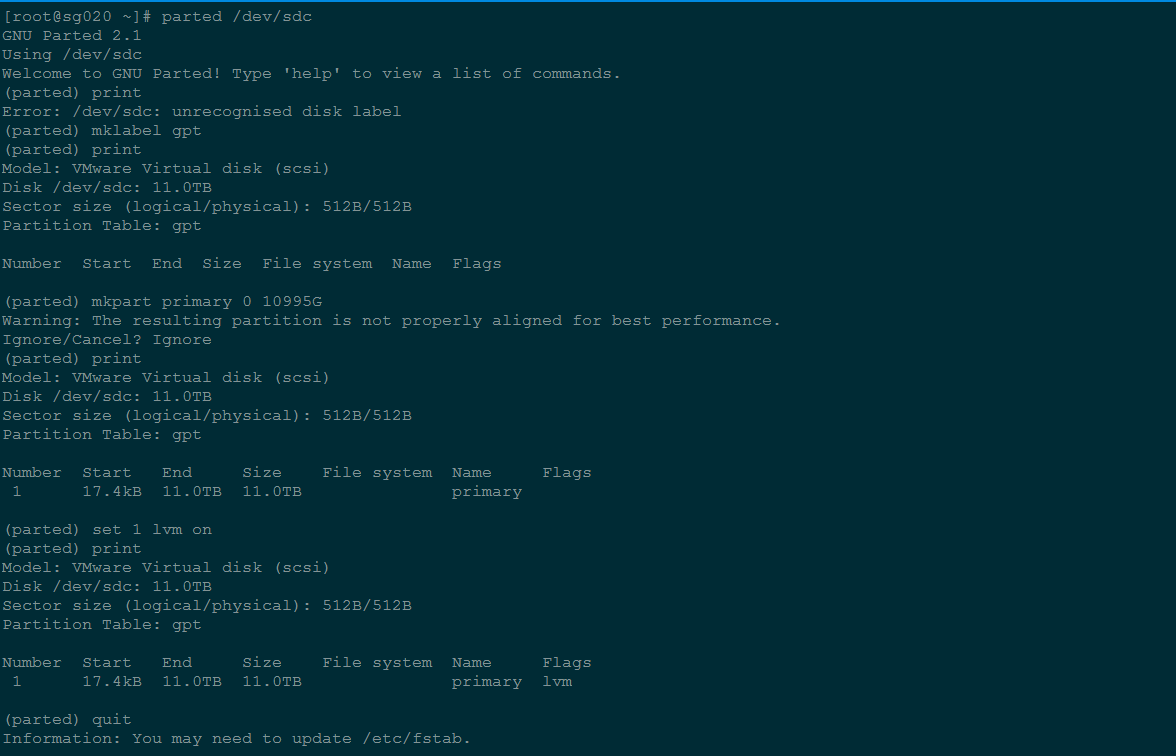 [root@sg020 ~]# parted /dev/sdc
GNU Parted 2.1
Using /dev/sdc
Welcome to GNU Parted! Type 'help' to view a list of commands.
(parted) print
Error: /dev/sdc: unrecognised disk label
(parted) mklabel gpt
(parted) print
Model: VMware Virtual disk (scsi)
Disk /dev/sdc: 11.0TB
Sector size (logical/physical): 512B/512B
Partition Table: gpt
Number  Start  End  Size  File system  Name  Flags
(parted) mkpart primary 0 10995G
Warning: The resulting partition is not properly aligned for best performance.
Ignore/Cancel? Ignore
(parted) print
Model: VMware Virtual disk (scsi)
Disk /dev/sdc: 11.0TB
Sector size (logical/physical): 512B/512B
Partition Table: gpt
Number  Start   End     Size    File system  Name     Flags
 1      17.4kB  11.0TB  11.0TB               primary
(parted) set 1 lvm on
(parted) print
Model: VMware Virtual disk (scsi)
Disk /dev/sdc: 11.0TB
Sector size (logical/physical): 512B/512B
Partition Table: gpt
Number  Start   End     Size    File system  Name     Flags
 1      17.4kB  11.0TB  11.0TB               primary  lvm
(parted) quit
Information: You may need to update /etc/fstab.